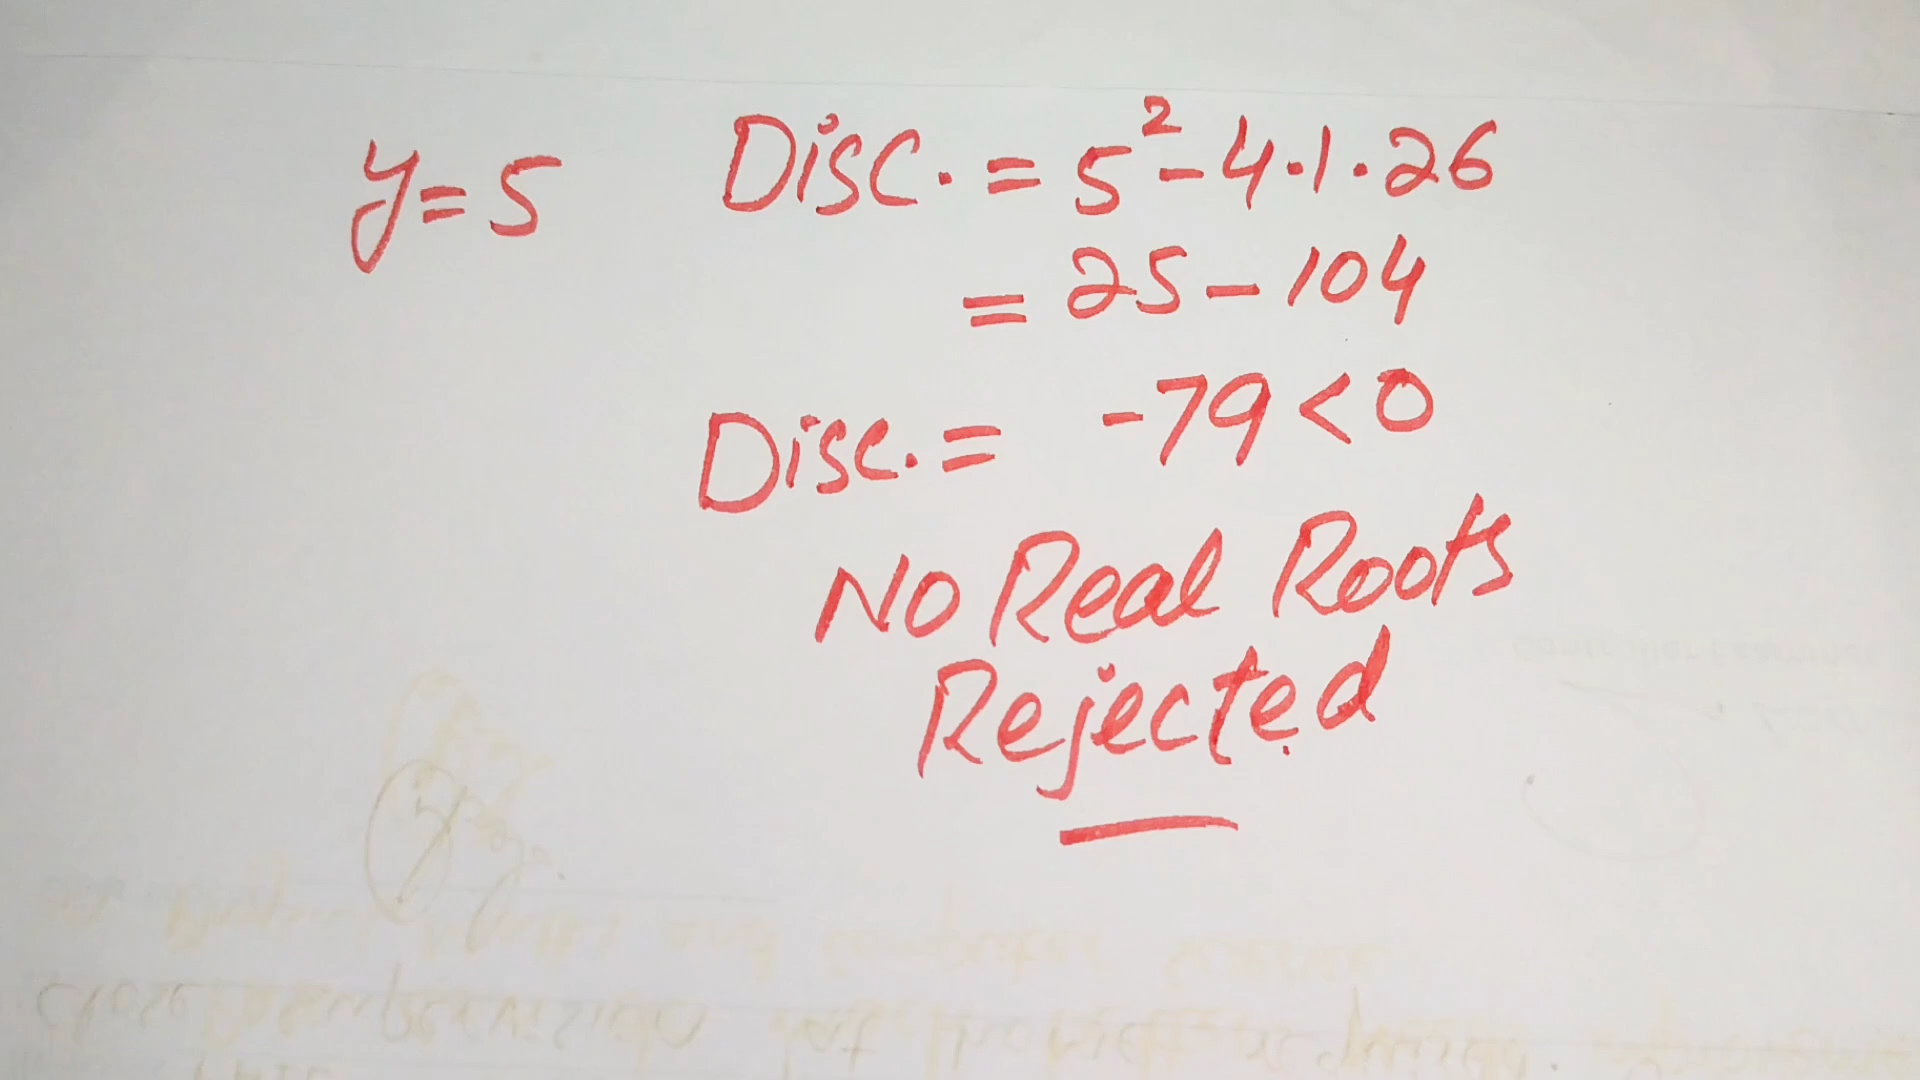 y=5 Disc. = 5²-4·1·26
= 25 - 104
Disc. = -79 < 0
No Real Roots
Rejected